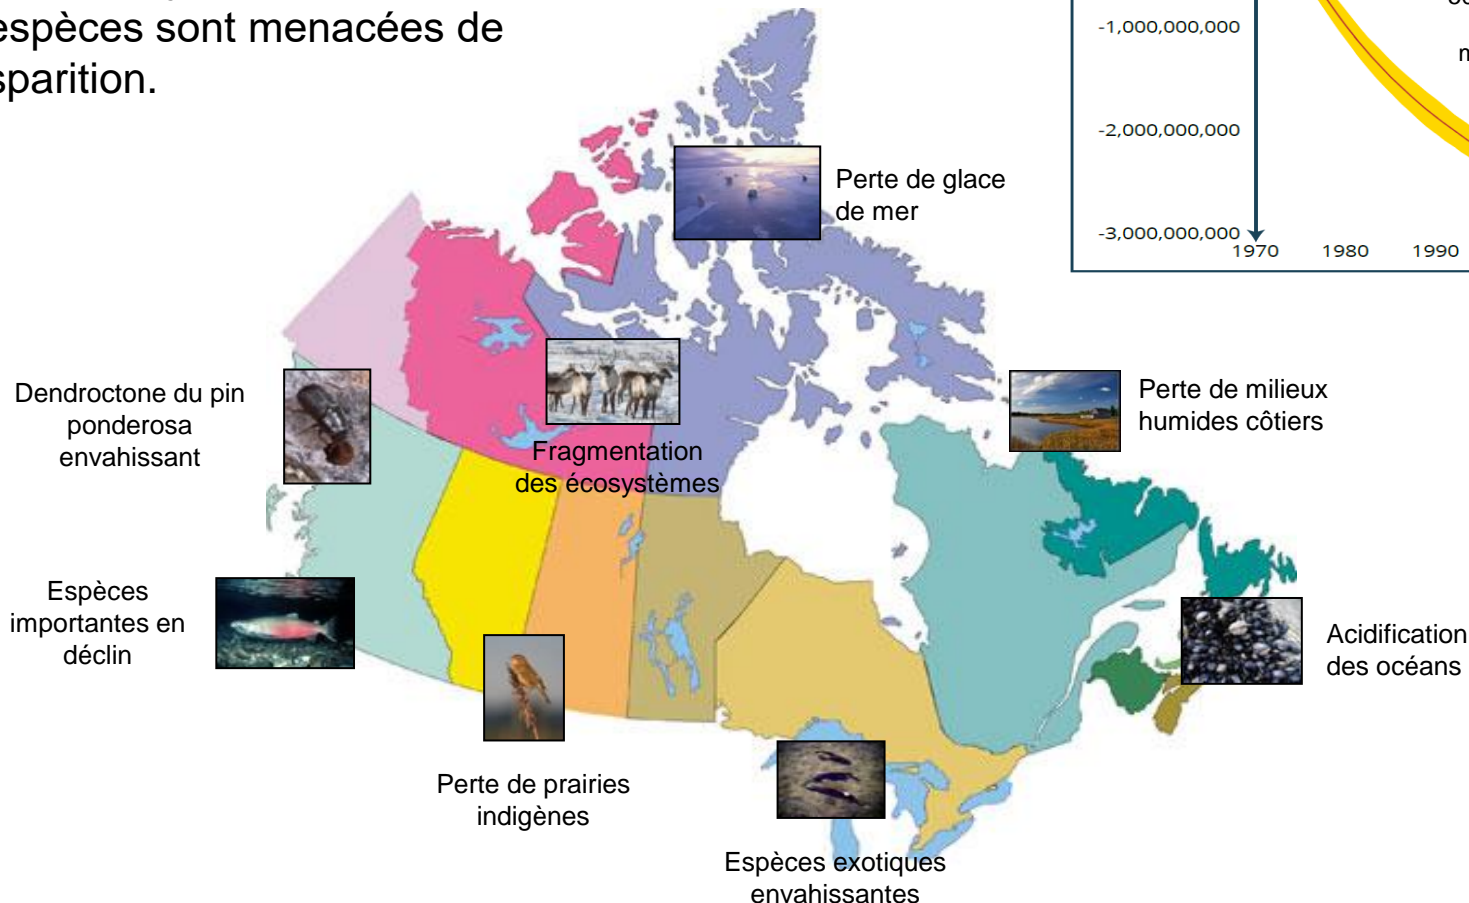 espèces sont menacées de
sparition.
-1,000,000,000
-2,000,000,000
-3,000,000,000
1970 1980 1990
Perte de glace
de mer
Dendroctone du pin
ponderosa
envahissant
Fragmentation
des écosystèmes
Perte de milieux
humides côtiers
Espèces
importantes en
déclin
Acidification
des océans
Perte de prairies
indigènes
Espèces exotiques
envahissantes